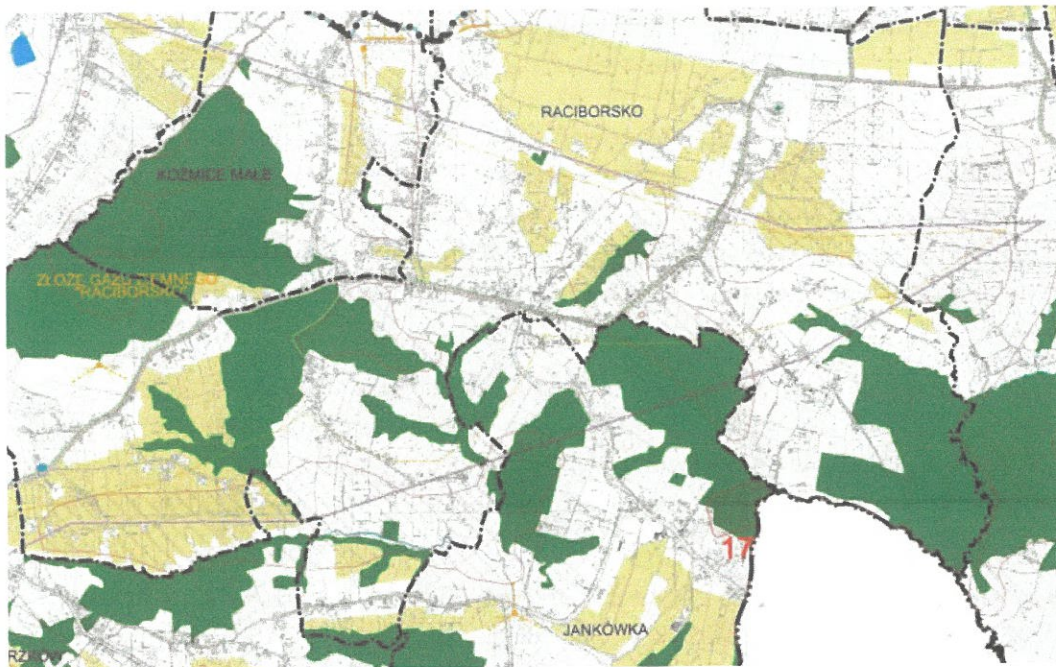 RACIBORSKO
KOŹMICE MAŁE
ZŁOŻE GAZU ZIEMNEGO
"RACIBORSKO"
17
JANKÓWKA